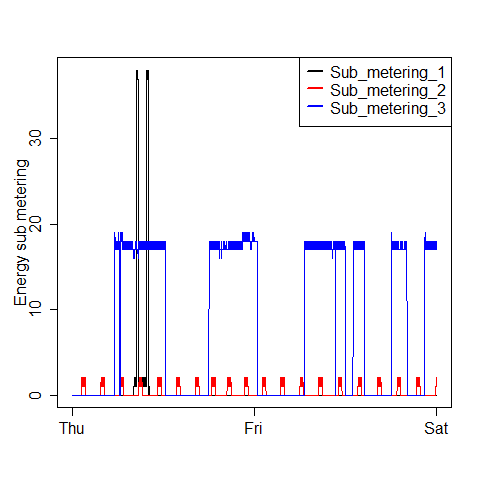 Sub_metering_1
Sub_metering_2
Sub_metering_3
Energy sub metering
30
20
10
0
Thu Fri Sat